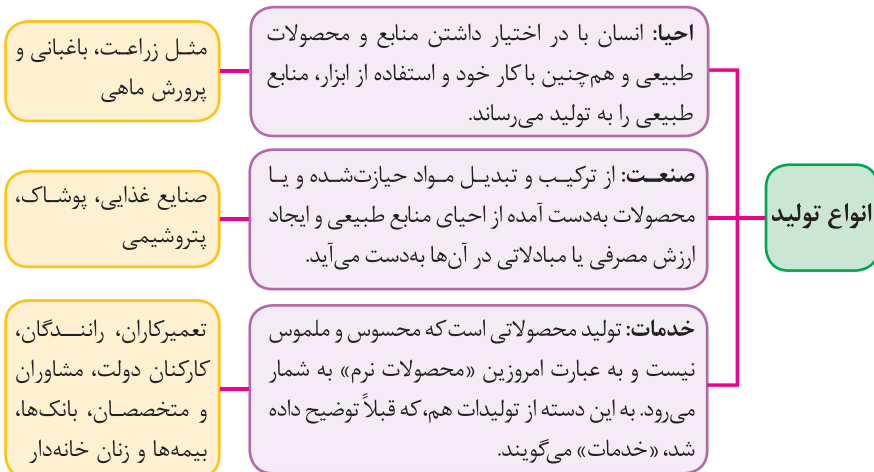 انواع تولید
احیا: انسان با در اختیار داشتن منابع و محصولات
طبیعی و هم‌چنین با کار خود و استفاده از ابزار، منابع
طبیعی را به تولید می‌رساند.
مثل زراعت، باغبانی و
پرورش ماهی
صنعت: از ترکیب و تبدیل مواد حیازت‌شده و یا
محصولات به‌دست آمده از احیای منابع طبیعی و ایجاد
ارزش مصرفی یا مبادلاتی در آن‌ها به‌دست می‌آید.
صنایع غذایی، پوشاک،
پتروشیمی
خدمات: تولید محصولاتی است که محسوس و ملموس
نیست و به عبارت امروزین «محصولات نرم» به شمار
می‌رود. به این دسته از تولیدات هم، که قبلاً توضیح داده
شد، «خدمات» می‌گویند.
تعمیرکاران، رانندگان،
کارکنان دولت، مشاوران
و متخصصان، بانک‌ها،
بیمه‌ها و زنان خانه‌دار